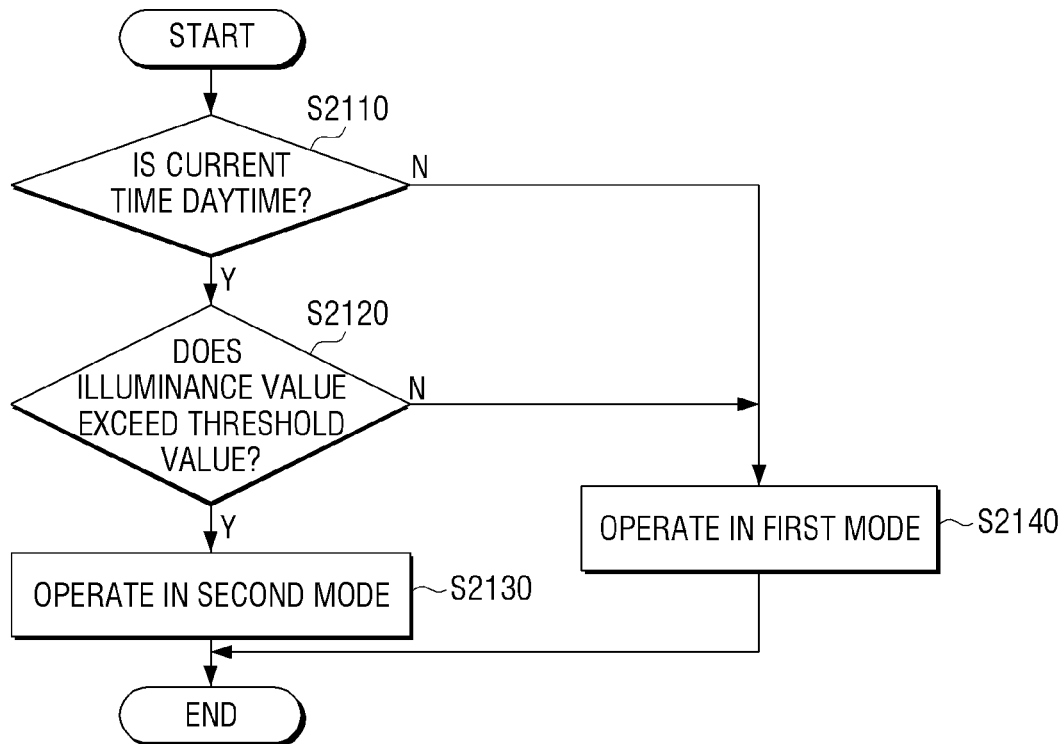 START
S2110
IS CURRENT
TIME DAYTIME?
N
Y
S2120
DOES
ILLUMINANCE VALUE
EXCEED THRESHOLD
VALUE?
N
Y
OPERATE IN FIRST MODE
S2140
OPERATE IN SECOND MODE
S2130
END